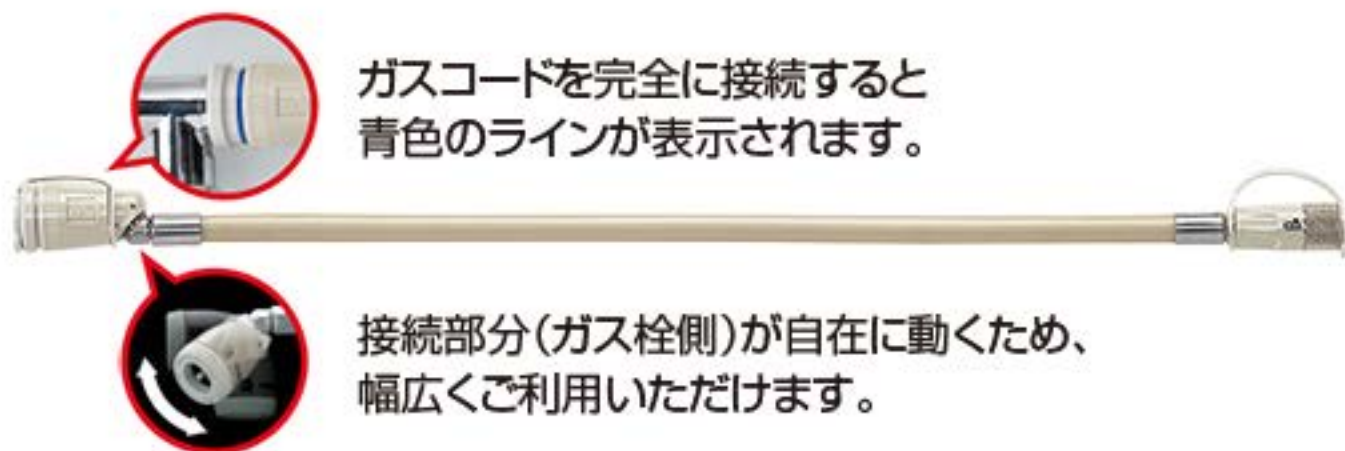 ガスコードを完全に接続すると
青色のラインが表示されます。
接続部分(ガス栓側)が自在に動くため、
幅広くご利用いただけます。